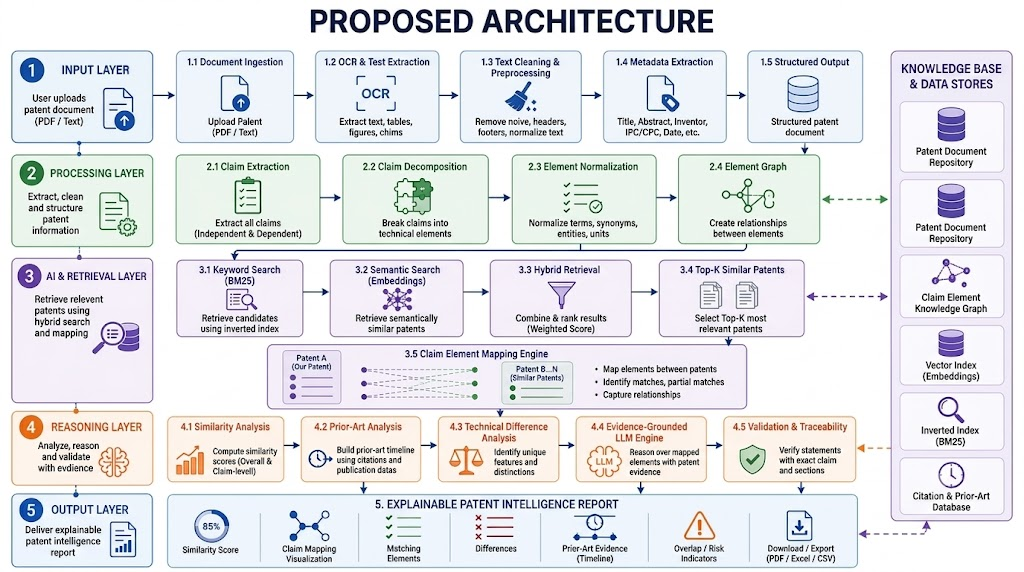 PROPOSED ARCHITECTURE
1
INPUT LAYER
User uploads
patent document
(PDF / Text)
1.1 Document Ingestion
Upload Palent
(PDF / Text)
1.2 OCR & Test Extraction
OCR
Extract text, tables,
figures, chims
1.3 Text Cleaning &
Preprocessing
Remove noive, headers,
footers, normalize text
1.4 Metadata Extraction
Title, Abstract, Inventor,
IPC/CPC, Date, etc.
1.5 Structured Output
Structured patent
document
2
PROCESSING LAYER
Extract, clean
and structure
patent
information
2.1 Claim Extraction
Extract all claims
(Independent & Dependent)
2.2 Claim Decomposition
Break claims into
technical elements
2.3 Element Normalization
Normalize terms, synonyms,
entities, units
2.4 Element Graph
Create relationships
between elements
3
AI & RETRIEVAL LAYER
Retrieve relevent
patents using
hybrid search
and mapping
3.1 Keyword Search
(BM25)
Retrieve candidates
using inverted index
3.2 Semantic Search
(Embeddings)
Retrieve semantically
similar patents
3.3 Hybrid Retrieval
Combine & rank results
(Weighted Score)
3.4 Top-K Similar Patents
Select Top-K most
relevant patents
3.5 Claim Element Mapping Engine
Patent A
(Our Patent)
Patent B...N
(Similar Patents)
• Map elements between patents
• Identify matches, partial matches
• Capture relationships
4
REASONING LAYER
Analyze, reason
and validate
with evdience
4.1 Similarity Analysis
Compute similarity
scores (Overall &
Claim-level)
4.2 Prior-Art Analysis
Build prior-art timeline
using citations and
publication datas
4.3 Technical Difference
Analysis
Identify unique
features and
distinctions
4.4 Evidence-Grounded
LLM Engine
LLM
Reason over mapped
elements with patent
evidence
4.5 Validation & Traceability
Verify statements
with exact claim
and sections
5
OUTPUT LAYER
Deliver explainable
patent intelligence
report
5. EXPLAINABLE PATENT INTELLIGENCE REPORT
85%
Similarity Score
Claim Mapping
Visualization
Matching
Elements
Differences
Prior-Art Evidence
(Timeline)
Overlap / Risk
Indicators
Download / Export
(PDF / Excel / CSV)
KNOWLEDGE BASE
& DATA STORES
Patent Document
Repository
Patent Document
Repository
Claim Element
Knowledge Graph
Vector Index
(Embeddings)
Inverted Index
(BM25)
Citation & Prior-Art
Database